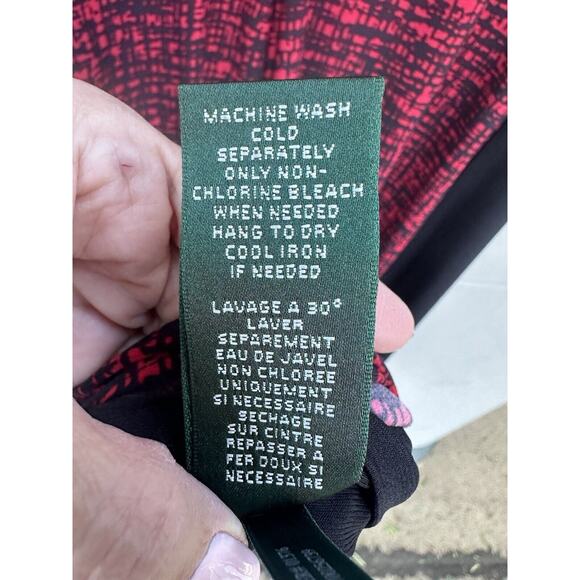 MACHINE WASH
COLD
SEPARATELY
ONLY NON-
CHLORINE BLEACH
WHEN NEEDED
HANG TO DRY
COOL IRON
IF NEEDED
LAVAGE A 30°
LAVER
SEPAREMENT
EAU DE JAVEL
NON CHLOREE
UNIQUEMENT
SI NECESSAIRE
SECHAGE
SUR CINTRE
REPASSER A
FER DOUX SI
NECESSAIRE